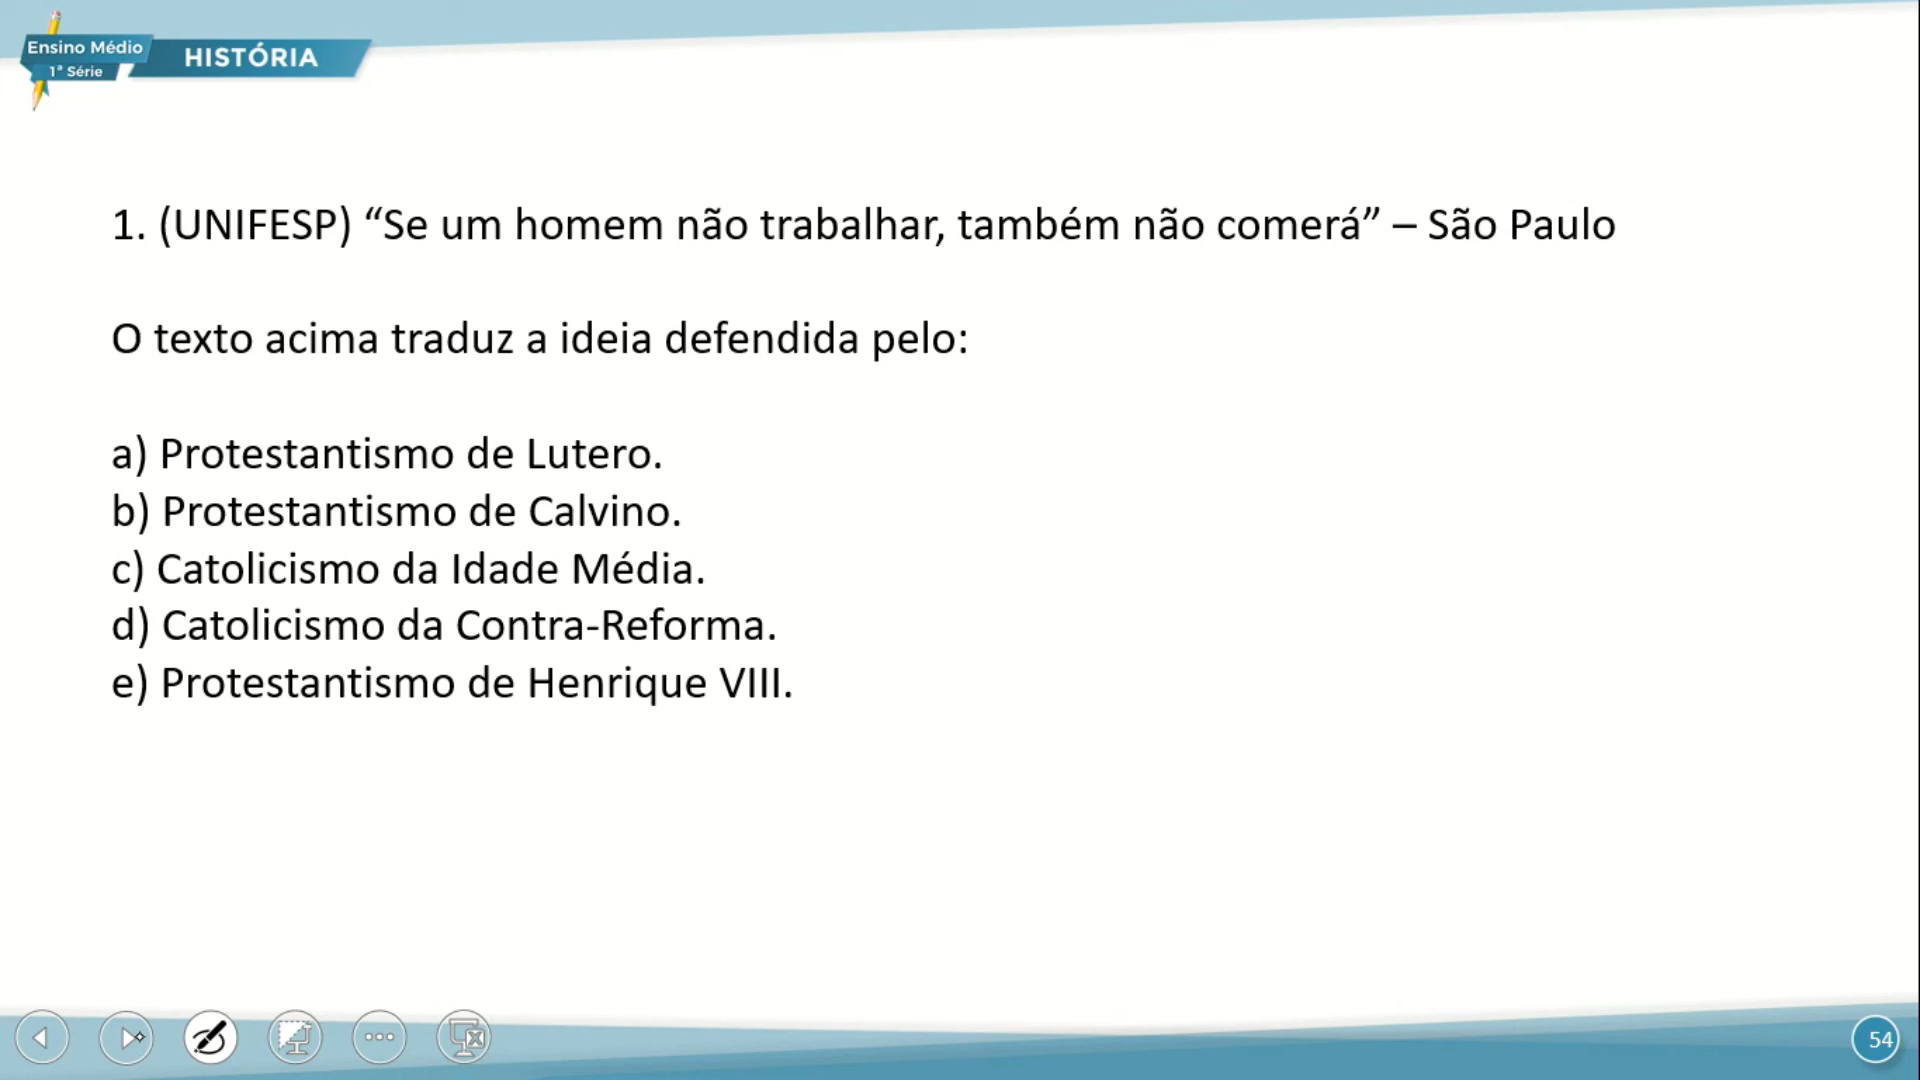 Ensino Médio
1ª Série
HISTÓRIA
1. (UNIFESP) “Se um homem não trabalhar, também não comerá” – São Paulo
O texto acima traduz a ideia defendida pelo:
a) Protestantismo de Lutero.
b) Protestantismo de Calvino.
c) Catolicismo da Idade Média.
d) Catolicismo da Contra-Reforma.
e) Protestantismo de Henrique VIII.
54